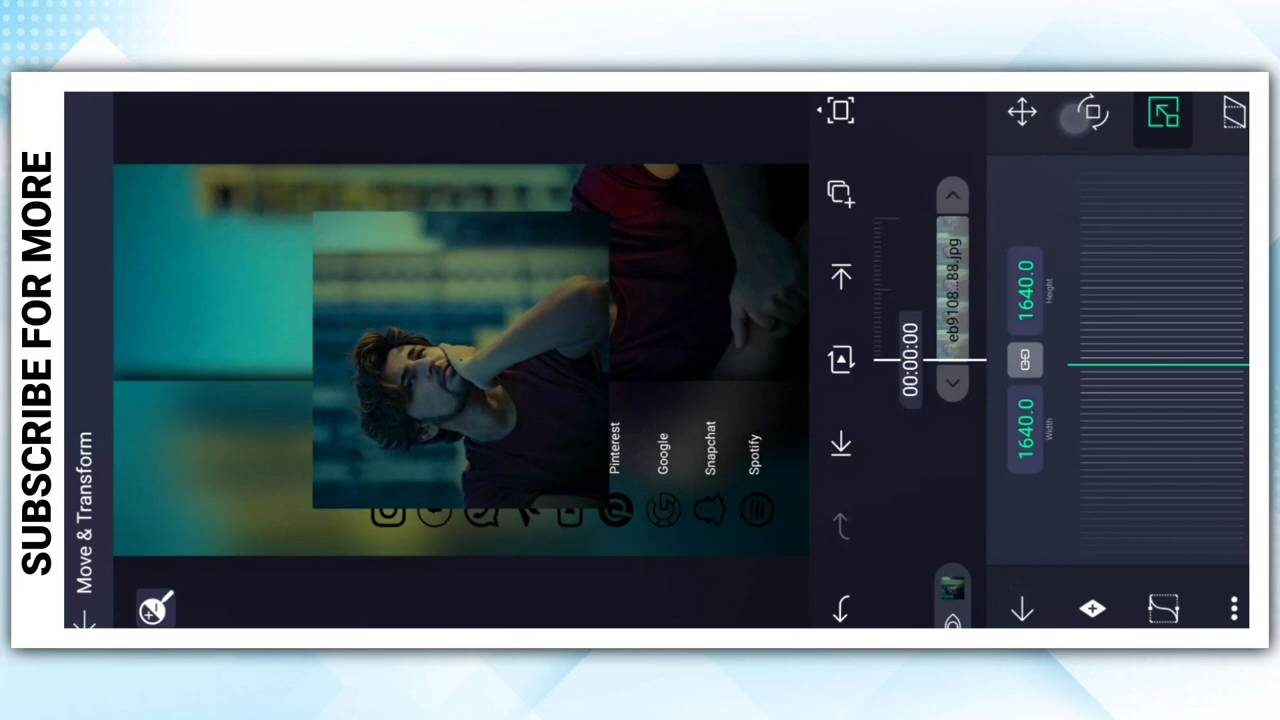 SUBSCRIBE FOR MORE
Move & Transform
Pinterest
Google
Snapchat
Spotify
00:00:00
eb9108...88.jpg
1640.0
Width
1640.0
Height